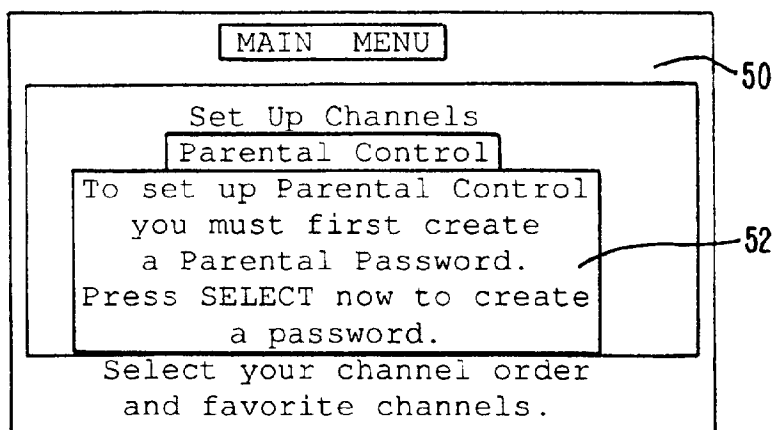 MAIN MENU
50
Set Up Channels
Parental Control
To set up Parental Control
you must first create
a Parental Password.
52
Press SELECT now to create
a password.
Select your channel order
and favorite channels.